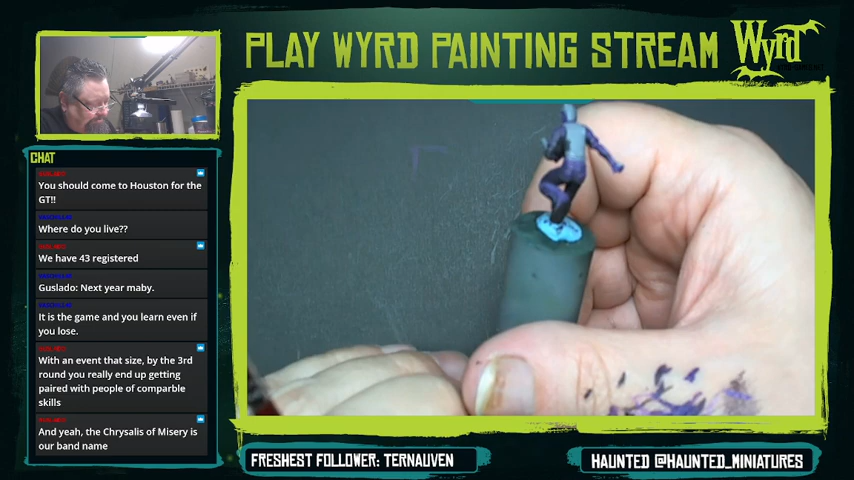 PLAY WYRD PAINTING STREAM
Wyrd
CHAT
You should come to Houston for the
GT!!
Where do you live??
We have 43 registered
Guslado: Next year maby.
It is the game and you learn even if
you lose.
With an event that size, by the 3rd
round you really end up getting
paired with people of comparble
skills
And yeah, the Chrysalis of Misery is
our band name
FRESHEST FOLLOWER: TERNAUVEN
HAUNTED @HAUNTED_MINIATURES